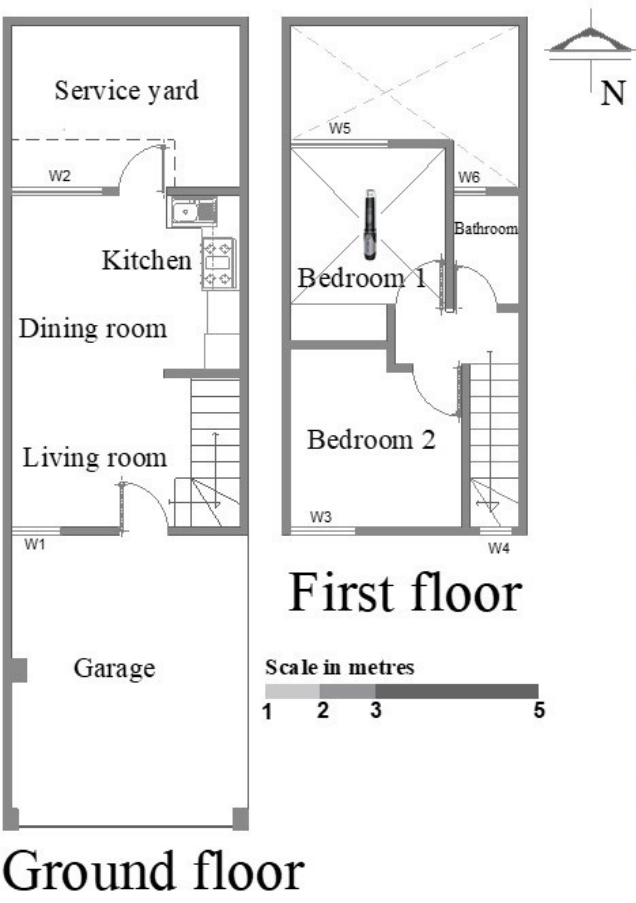 Service yard
W2
Kitchen
Dining room
Living room
W1
Garage
Ground floor
W5
W6
Bathroom
Bedroom 1
Bedroom 2
W3
W4
First floor
N
Scale in metres
1 2 3 5